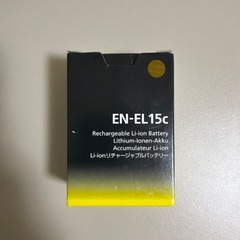 EN-EL15c
Rechargeable Li-ion Battery
Lithium-Ionen-Akku
Accumulateur Li-ion
Li-ionリチャージャブルバッテリー